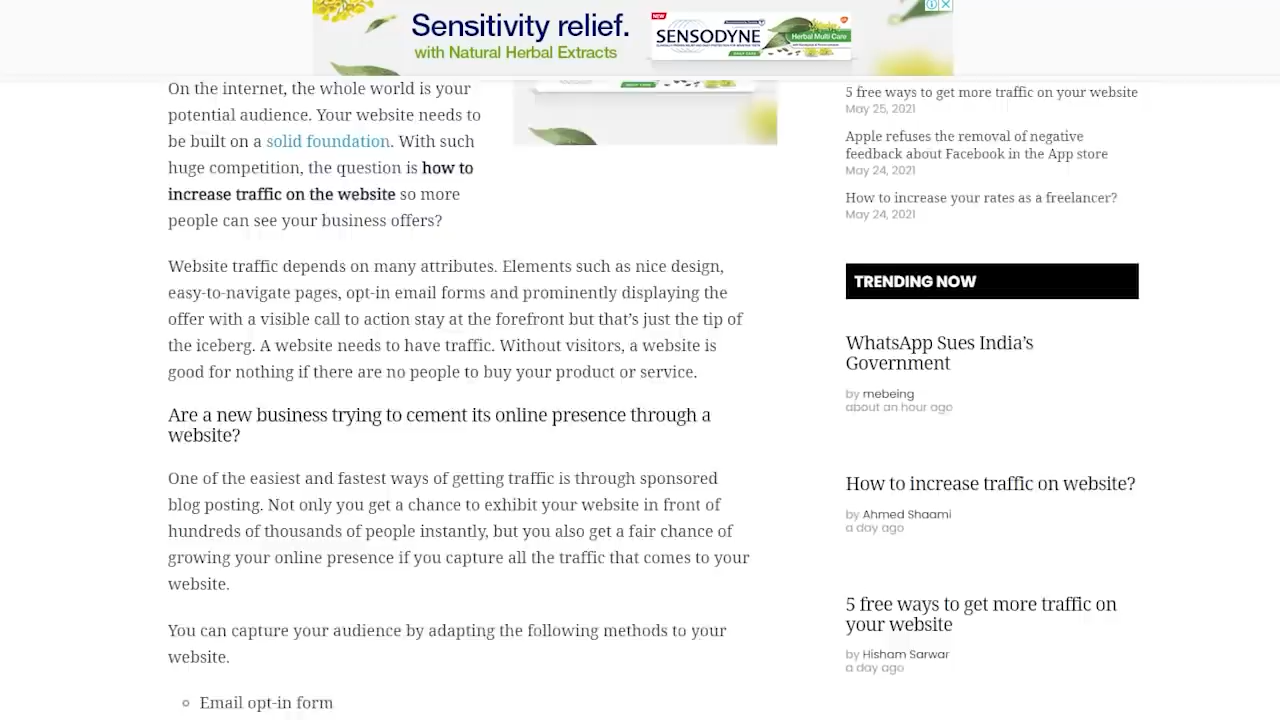 Sensitivity relief.
with Natural Herbal Extracts
NEW
SENSODYNE
Herbal Multi Care
On the internet, the whole world is your
potential audience. Your website needs to
be built on a solid foundation. With such
huge competition, the question is how to
increase traffic on the website so more
people can see your business offers?
Website traffic depends on many attributes. Elements such as nice design,
easy-to-navigate pages, opt-in email forms and prominently displaying the
offer with a visible call to action stay at the forefront but that’s just the tip of
the iceberg. A website needs to have traffic. Without visitors, a website is
good for nothing if there are no people to buy your product or service.
Are a new business trying to cement its online presence through a
website?
One of the easiest and fastest ways of getting traffic is through sponsored
blog posting. Not only you get a chance to exhibit your website in front of
hundreds of thousands of people instantly, but you also get a fair chance of
growing your online presence if you capture all the traffic that comes to your
website.
You can capture your audience by adapting the following methods to your
website.
Email opt-in form
5 free ways to get more traffic on your website
May 25, 2021
Apple refuses the removal of negative
feedback about Facebook in the App store
May 24, 2021
How to increase your rates as a freelancer?
May 24, 2021
TRENDING NOW
WhatsApp Sues India’s
Government
by mebeing
about an hour ago
How to increase traffic on website?
by Ahmed Shaami
a day ago
5 free ways to get more traffic on
your website
by Hisham Sarwar
a day ago